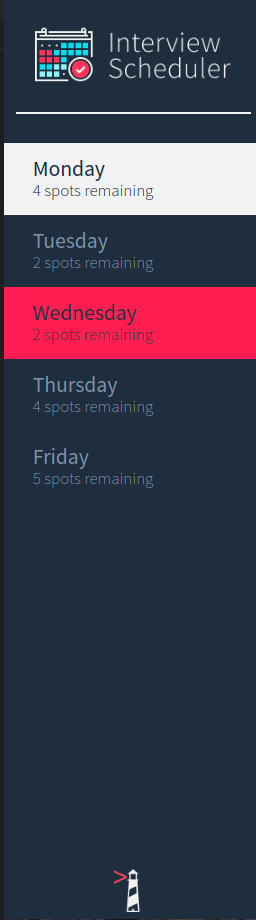 Interview
Scheduler
Monday
4 spots remaining
Tuesday
2 spots remaining
Wednesday
2 spots remaining
Thursday
4 spots remaining
Friday
5 spots remaining